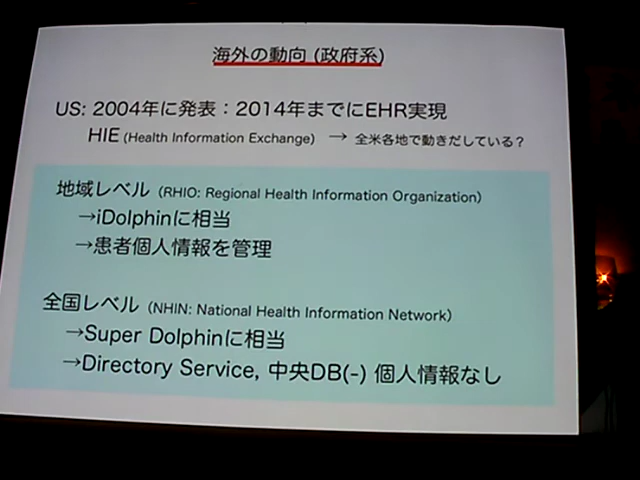 海外の動向 (政府系)
US: 2004年に発表：2014年までにEHR実現
HIE (Health Information Exchange) → 全米各地で動きだしている？
地域レベル（RHIO: Regional Health Information Organization）
→iDolphinに相当
→患者個人情報を管理
全国レベル（NHIN: National Health Information Network）
→Super Dolphinに相当
→Directory Service, 中央DB(-) 個人情報なし